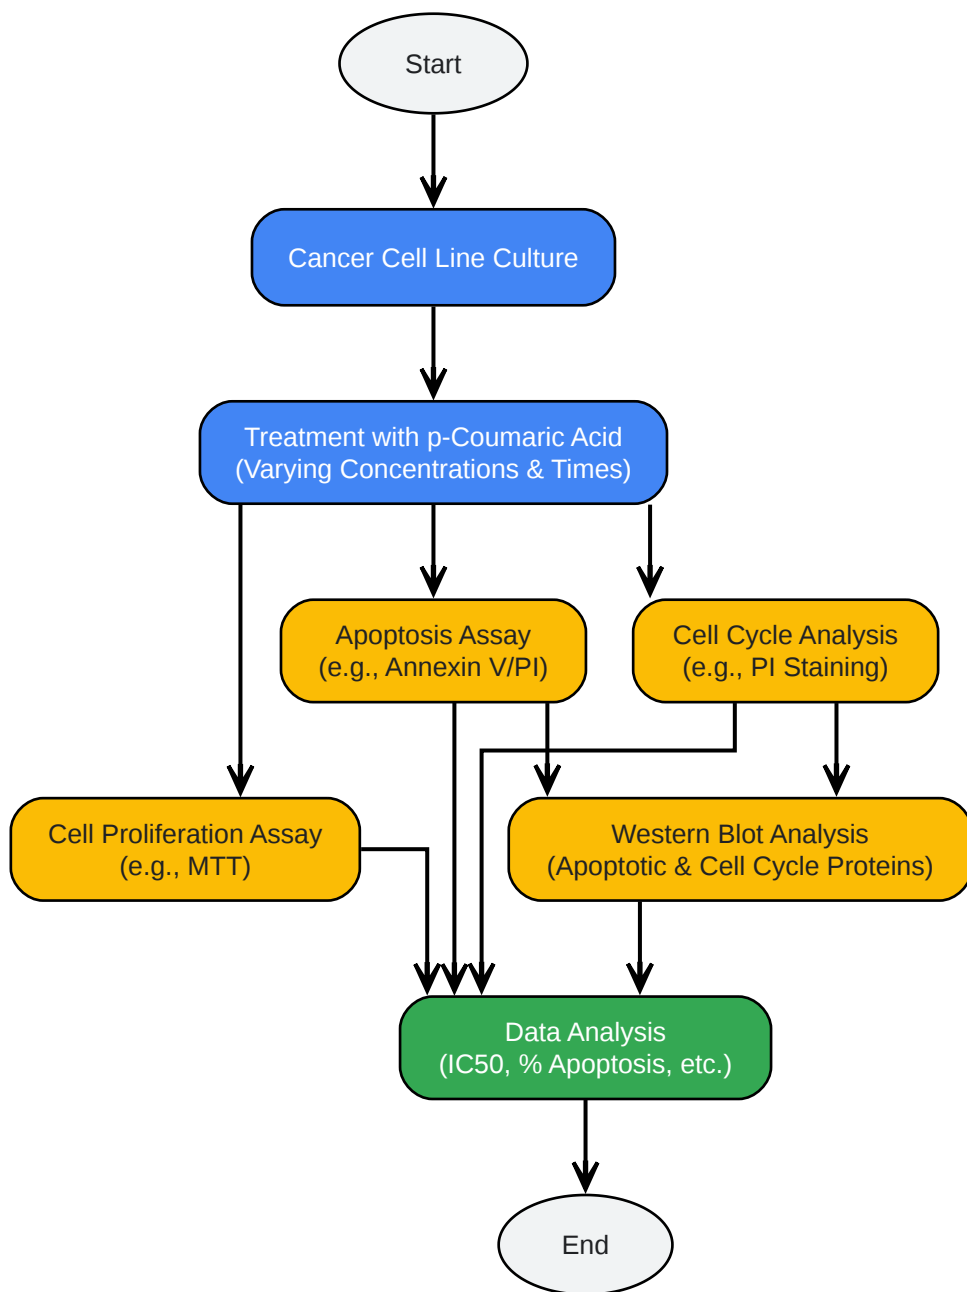 Start
Cancer Cell Line Culture
Treatment with p-Coumaric Acid
(Varying Concentrations & Times)
Apoptosis Assay
(e.g., Annexin V/PI)
Cell Cycle Analysis
(e.g., PI Staining)
Cell Proliferation Assay
(e.g., MTT)
Western Blot Analysis
(Apoptotic & Cell Cycle Proteins)
Data Analysis
(IC50, % Apoptosis, etc.)
End